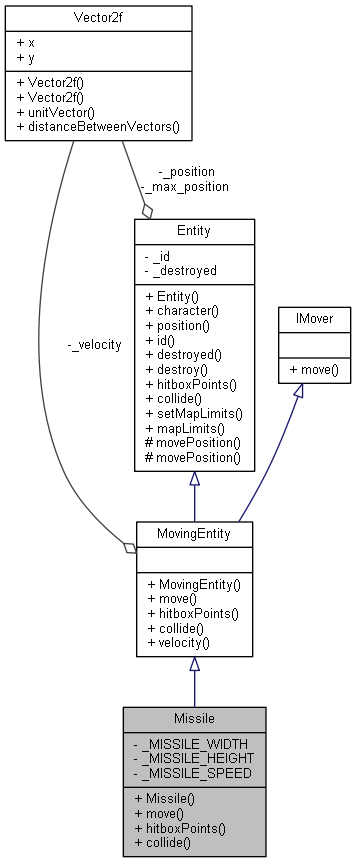 Vector2f
+ x
+ y
+ Vector2f()
+ Vector2f()
+ unitVector()
+ distanceBetweenVectors()
-_position
-_max_position
Entity
- _id
- _destroyed
+ Entity()
+ character()
+ position()
+ id()
+ destroyed()
+ destroy()
+ hitboxPoints()
+ collide()
+ setMapLimits()
+ mapLimits()
# movePosition()
# movePosition()
IMover
+ move()
-_velocity
MovingEntity
+ MovingEntity()
+ move()
+ hitboxPoints()
+ collide()
+ velocity()
Missile
- _MISSILE_WIDTH
- _MISSILE_HEIGHT
- _MISSILE_SPEED
+ Missile()
+ move()
+ hitboxPoints()
+ collide()